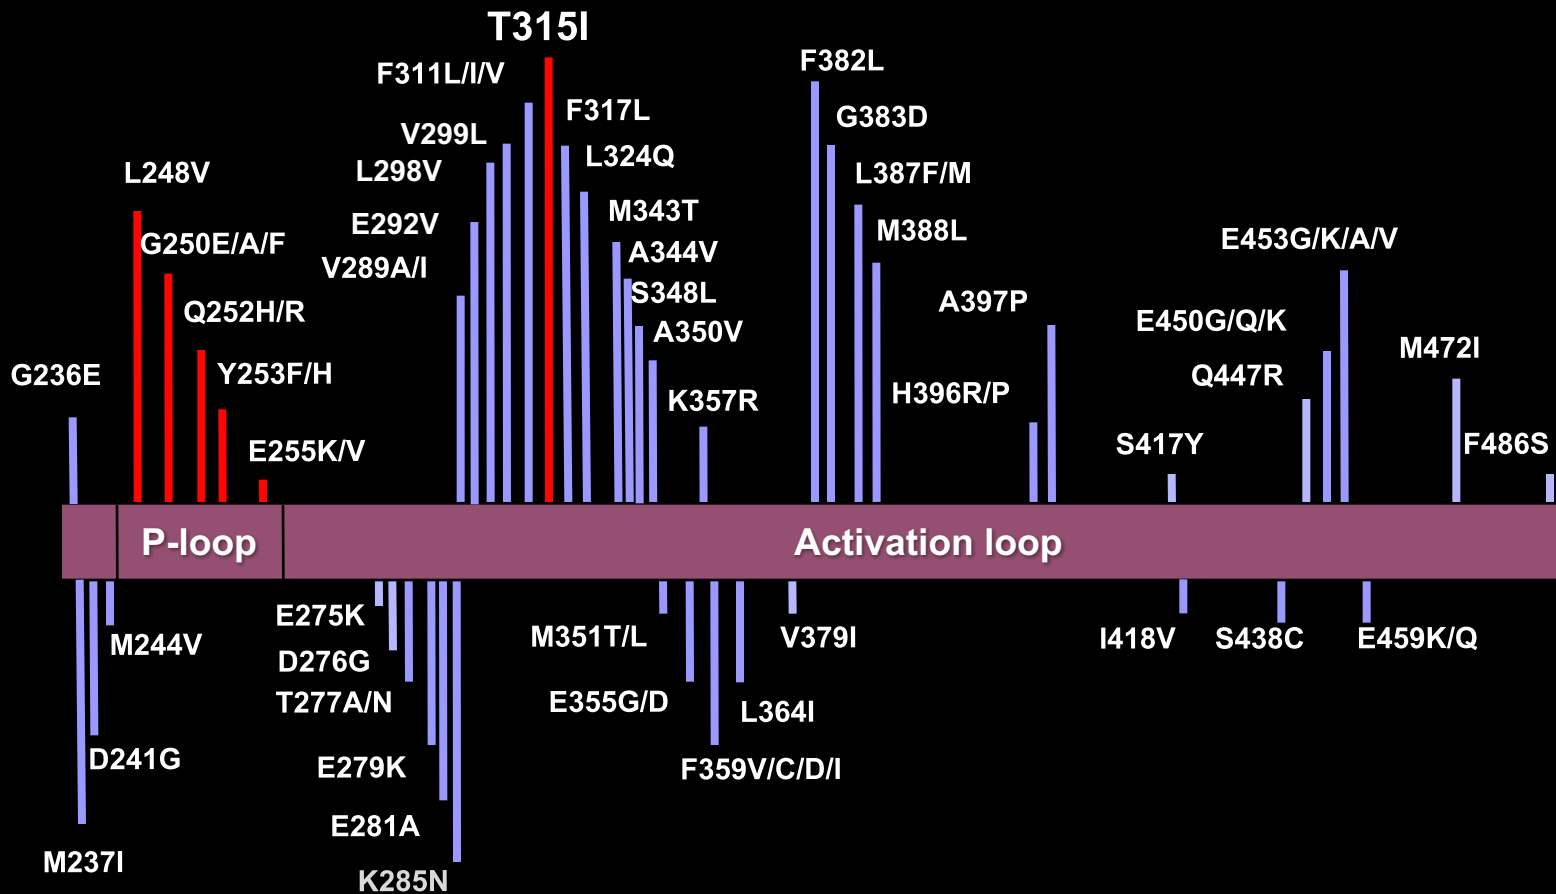 T315I
F311L/I/V
F382L
F317L
G383D
V299L
L324Q
L298V
L248V
L387F/M
M343T
E292V
M388L
G250E/A/F
A344V
E453G/K/A/V
V289A/I
S348L
A397P
Q252H/R
A350V
E450G/Q/K
M472I
G236E
Y253F/H
Q447R
K357R
H396R/P
E255K/V
S417Y
F486S
P-loop
Activation loop
E275K
M244V
M351T/L
V379I
I418V
S438C
E459K/Q
D276G
T277A/N
E355G/D
L364I
D241G
E279K
F359V/C/D/I
E281A
M237I
K285N